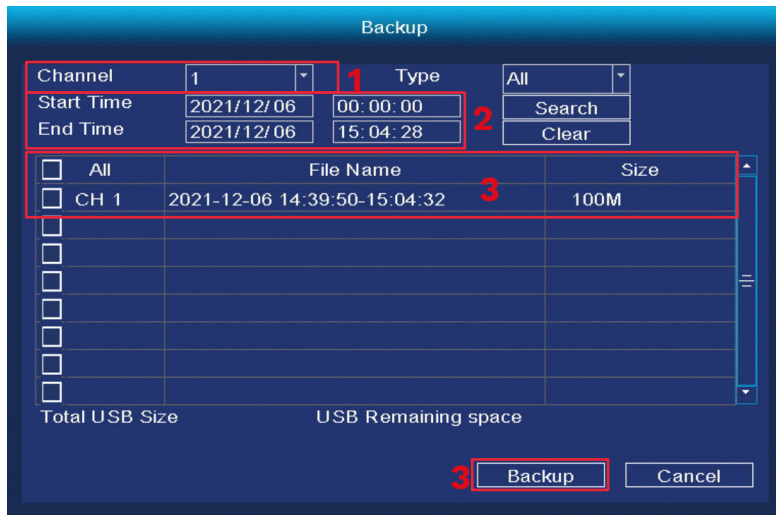 Backup
Channel 1 1 Type All
Start Time 2021/12/06 00:00:00 2 Search
End Time 2021/12/06 15:04:28 Clear
All File Name Size
CH 1 2021-12-06 14:39:50-15:04:32 3 100M
Total USB Size USB Remaining space
3 Backup Cancel